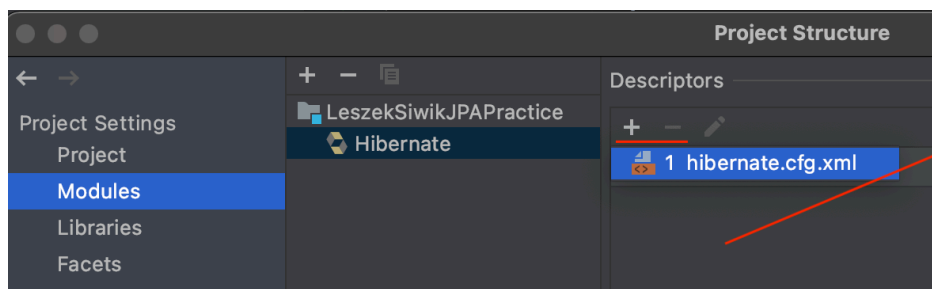 Project Structure
Project Settings
Project
Modules
Libraries
Facets
LeszekSiwikJPAPractice
Hibernate
Descriptors
1 hibernate.cfg.xml